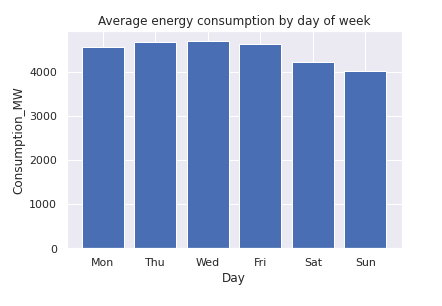 Average energy consumption by day of week
Consumption_MW
4000
3000
2000
1000
0
Mon Thu Wed Fri Sat Sun
Day